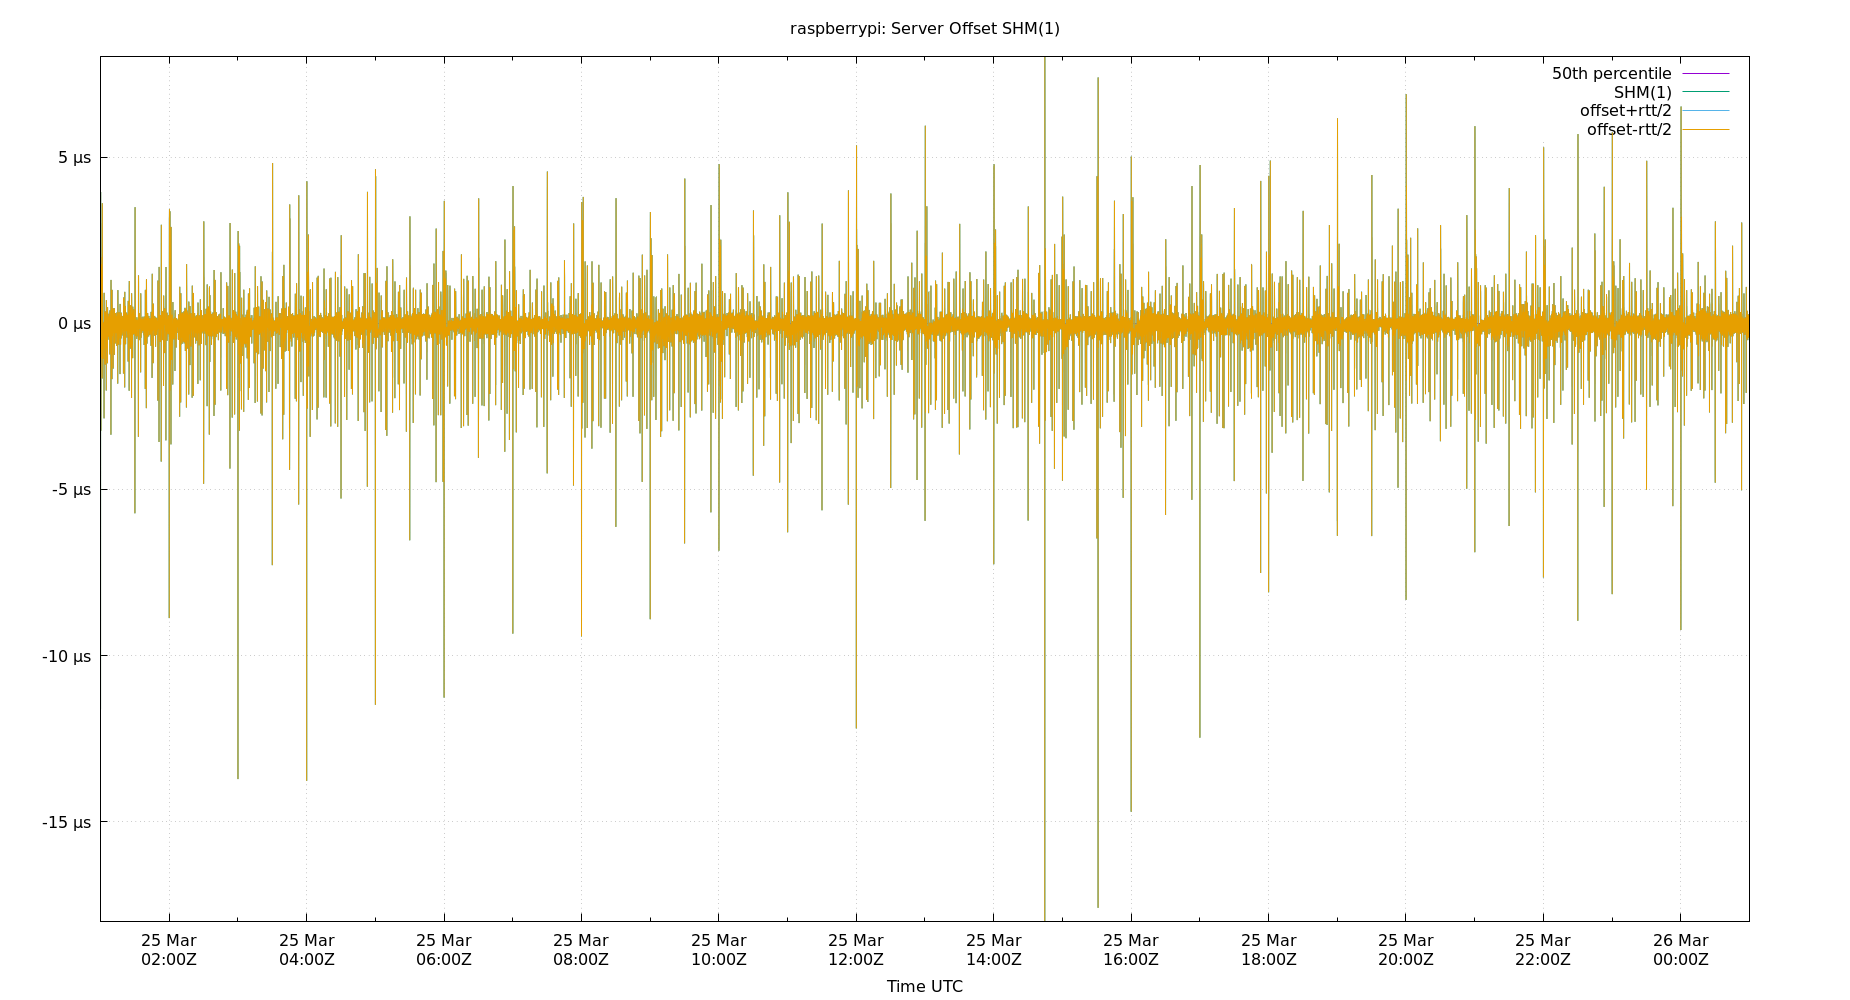 raspberrypi: Server Offset SHM(1)
50th percentile
SHM(1)
offset+rtt/2
offset-rtt/2
5 µs
0 µs
-5 µs
-10 µs
-15 µs
25 Mar 25 Mar 25 Mar 25 Mar 25 Mar 25 Mar 25 Mar 25 Mar 25 Mar 25 Mar 25 Mar 26 Mar
02:00Z 04:00Z 06:00Z 08:00Z 10:00Z 12:00Z 14:00Z 16:00Z 18:00Z 20:00Z 22:00Z 00:00Z
Time UTC